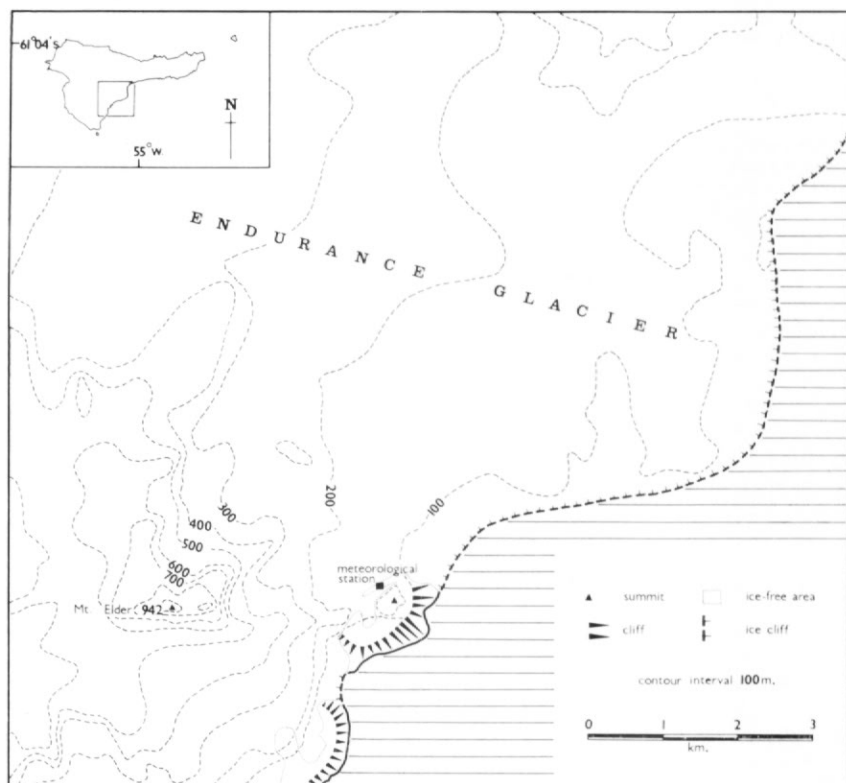 61°04's
N
55°W
ENDURANCE GLACIER
200
100
300
400
500
600
700
meteorological
station
Mt. Elder 942
summit
ice-free area
cliff
ice cliff
contour interval 100m.
0 1 2 3
km.